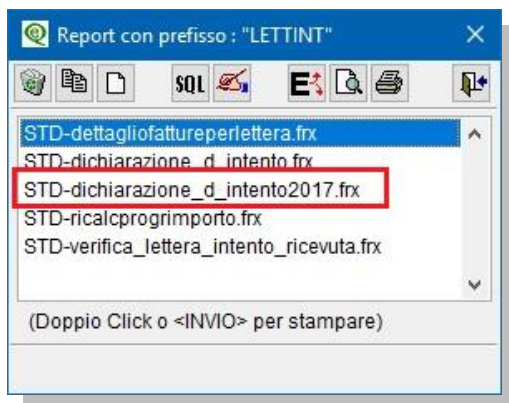 Report con prefisso : "LETTINT"
SQL
E
STD-dettagliofattureperlettera.frx
STD-dichiarazione_d_intento.frx
STD-dichiarazione_d_intento2017.frx
STD-ricalcprogrimporto.frx
STD-verifica_lettera_intento_ricevuta.frx
(Doppio Click o <INVIO> per stampare)